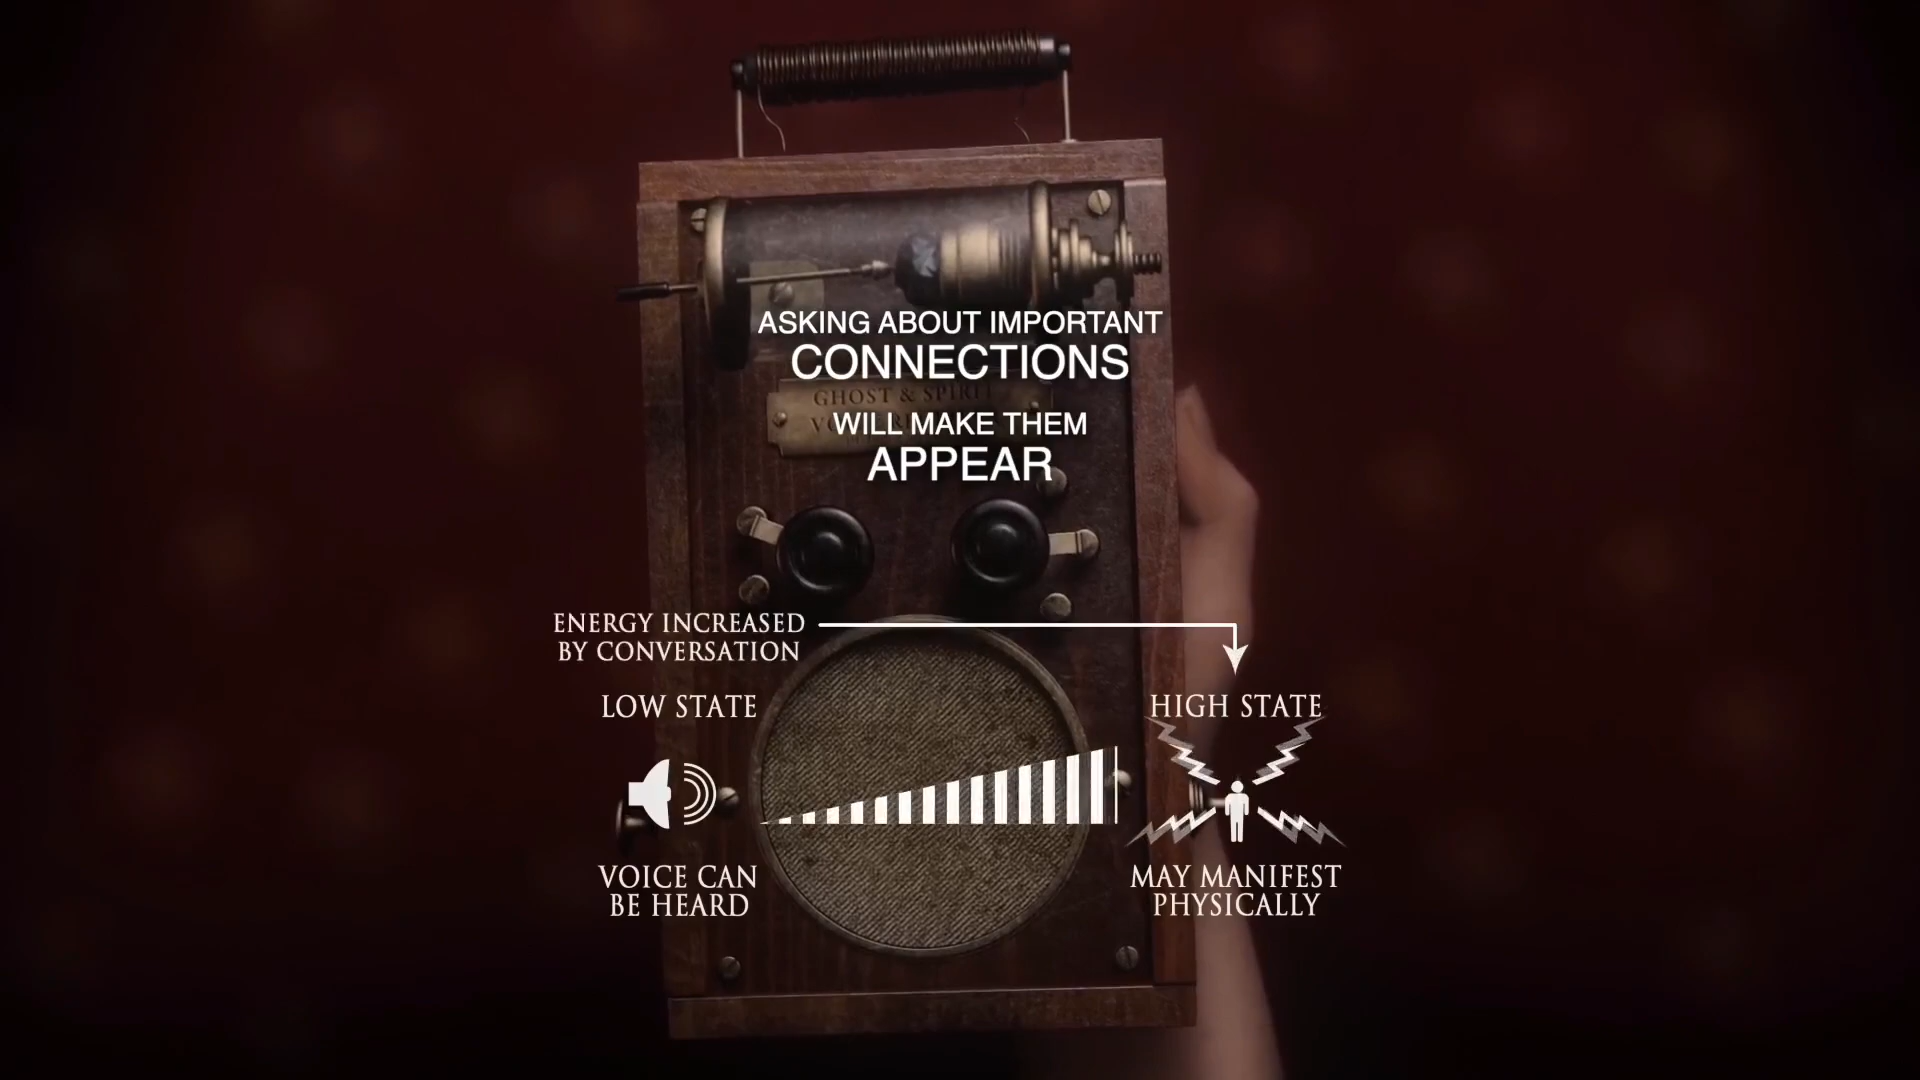 ASKING ABOUT IMPORTANT
CONNECTIONS
GHOST & SPIRIT
WILL MAKE THEM
APPEAR
ENERGY INCREASED
BY CONVERSATION
LOW STATE
HIGH STATE
VOICE CAN
BE HEARD
MAY MANIFEST
PHYSICALLY